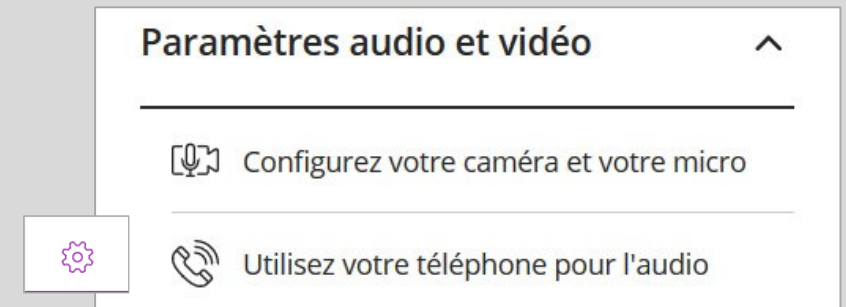 Paramètres audio et vidéo
Configurez votre caméra et votre micro
Utilisez votre téléphone pour l'audio